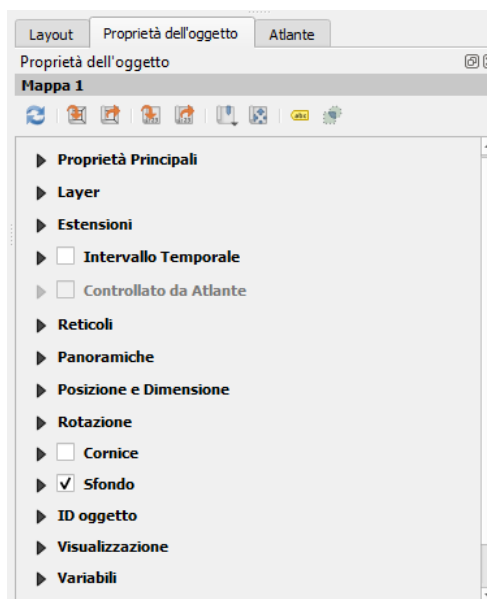 Layout Proprietà dell'oggetto Atlante
Proprietà dell'oggetto
Mappa 1
abc
Proprietà Principali
Layer
Estensioni
Intervallo Temporale
Controllato da Atlante
Reticoli
Panoramiche
Posizione e Dimensione
Rotazione
Cornice
Sfondo
ID oggetto
Visualizzazione
Variabili